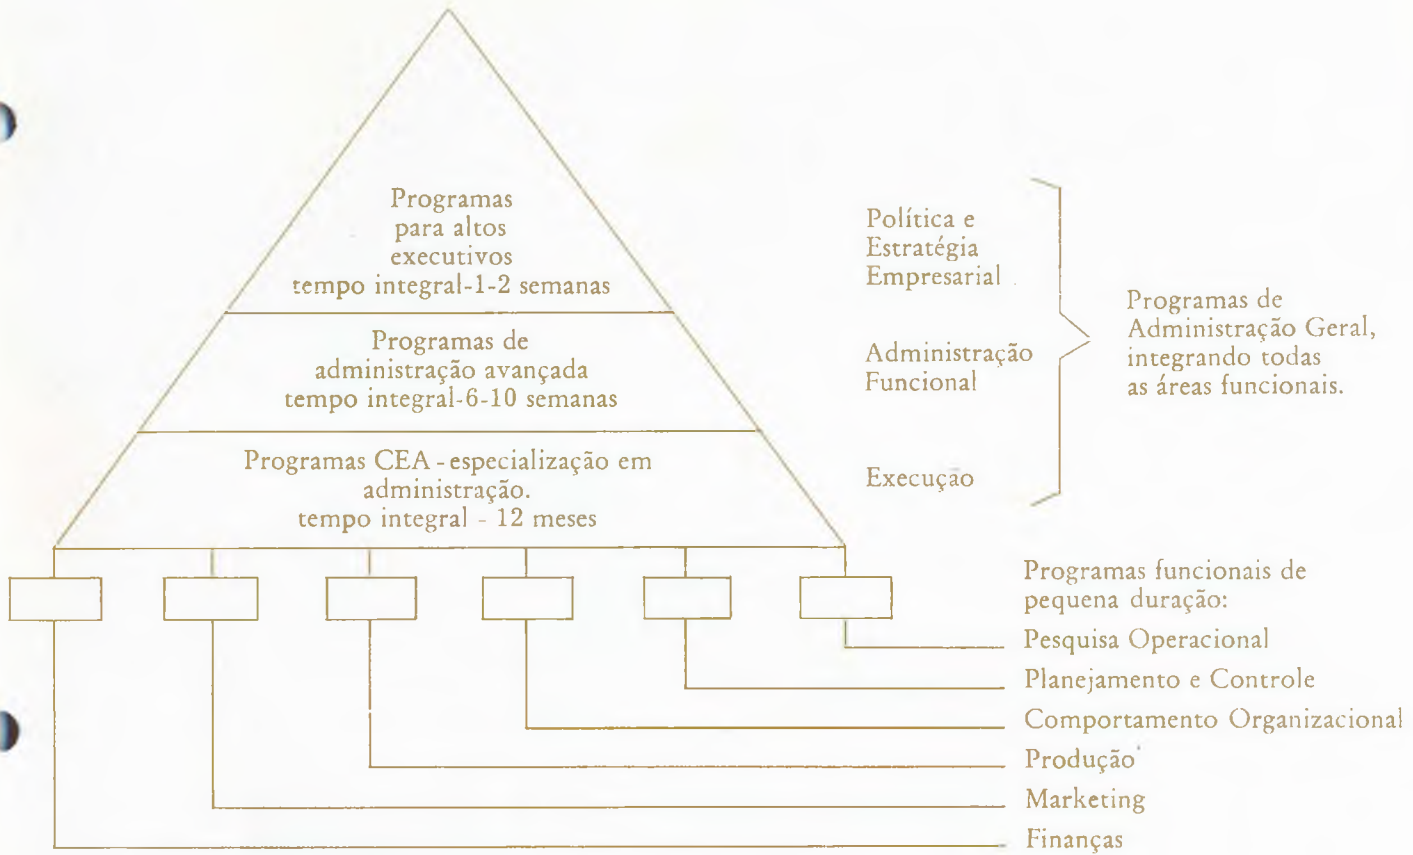 Programas
para altos
executivos
tempo integral-1-2 semanas
Programas de
administração avançada
tempo integral-6-10 semanas
Programas CEA - especialização em
administração.
tempo integral - 12 meses
Política e
Estratégia
Empresarial
Administração
Funcional
Execução
Programas de
Administração Geral,
integrando todas
as áreas funcionais.
Programas funcionais de
pequena duração:
Pesquisa Operacional
Planejamento e Controle
Comportamento Organizacional
Produção
Marketing
Finanças